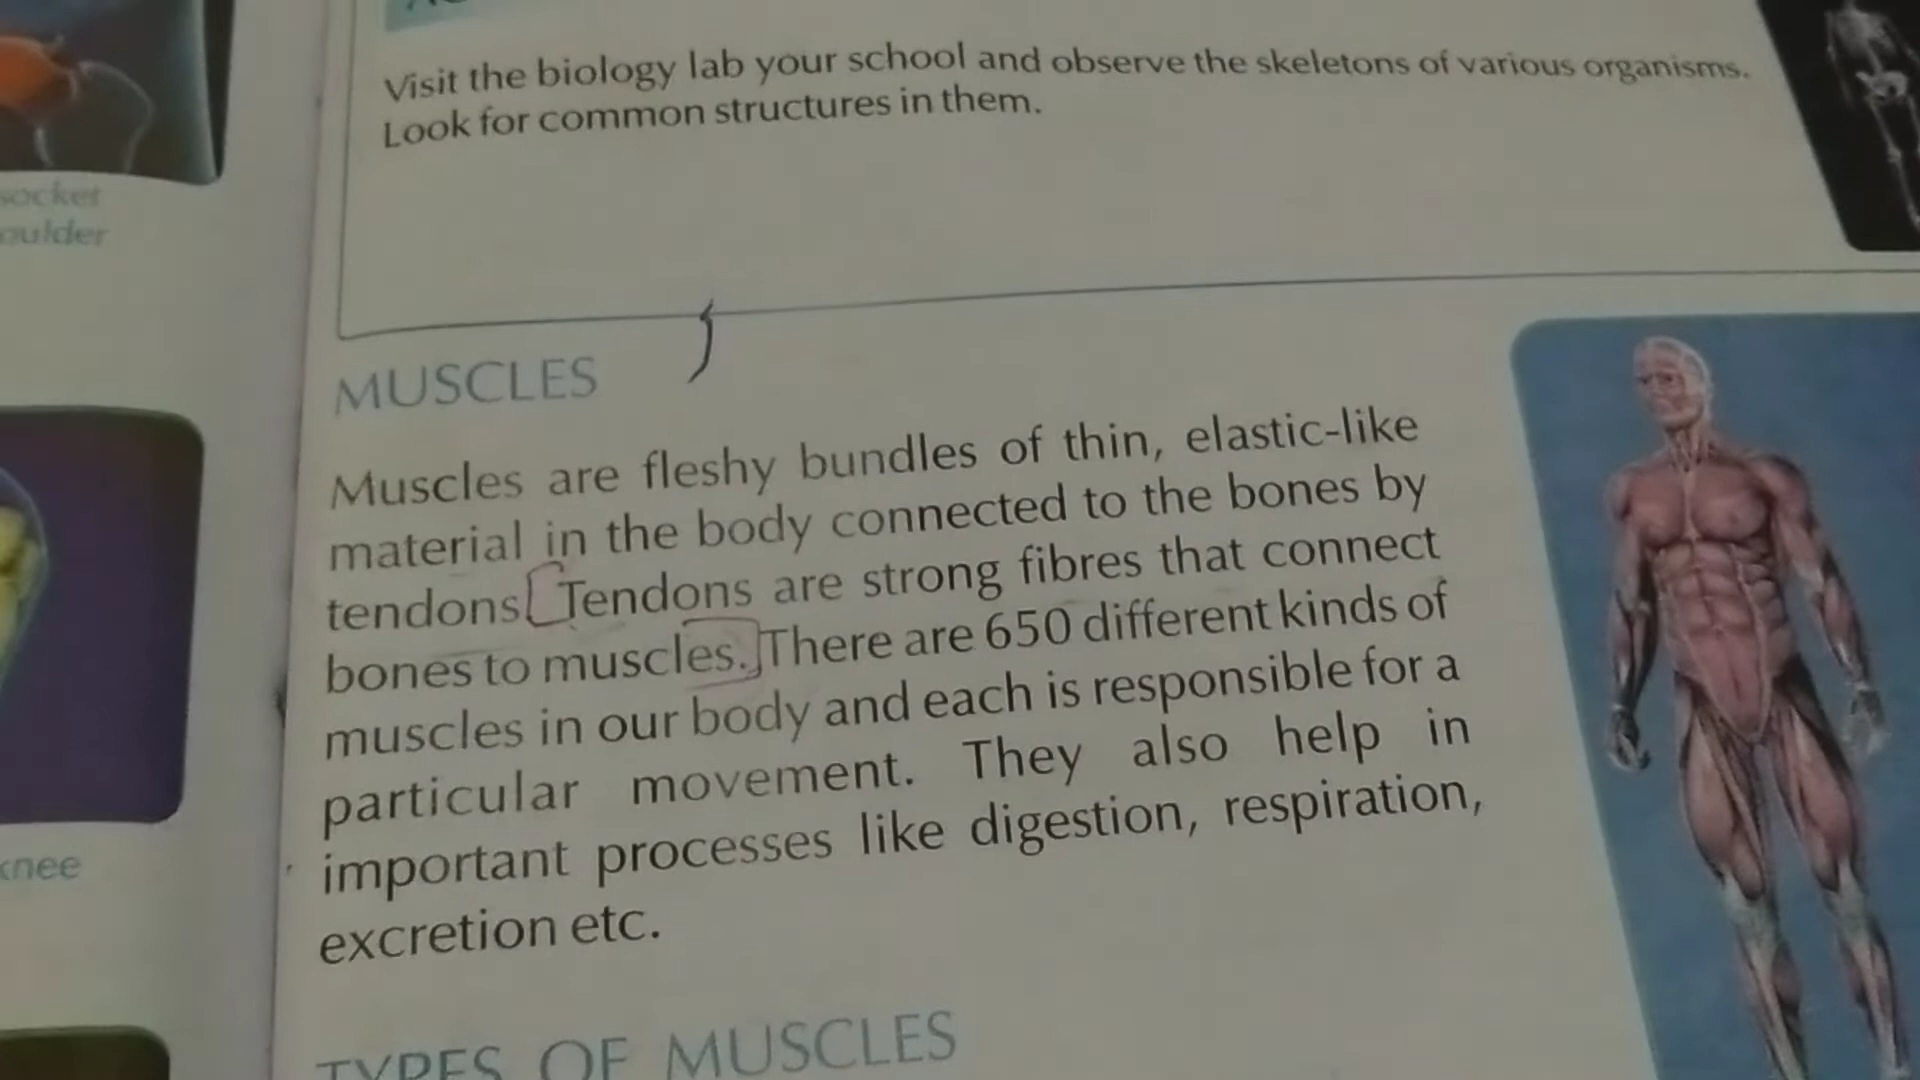 Visit the biology lab your school and observe the skeletons of various organisms.
Look for common structures in them.
socket
oulder
MUSCLES
Muscles are fleshy bundles of thin, elastic-like
material in the body connected to the bones by
tendons. Tendons are strong fibres that connect
bones to muscles. There are 650 different kinds of
muscles in our body and each is responsible for a
particular movement. They also help in
important processes like digestion, respiration,
excretion etc.
knee
TYPES OF MUSCLES